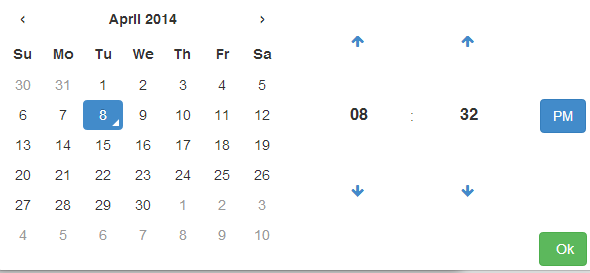 ‹ April 2014 ›
Su Mo Tu We Th Fr Sa
30 31 1 2 3 4 5
6 7 8 9 10 11 12
13 14 15 16 17 18 19
20 21 22 23 24 25 26
27 28 29 30 1 2 3
4 5 6 7 8 9 10
08 : 32 PM
Ok